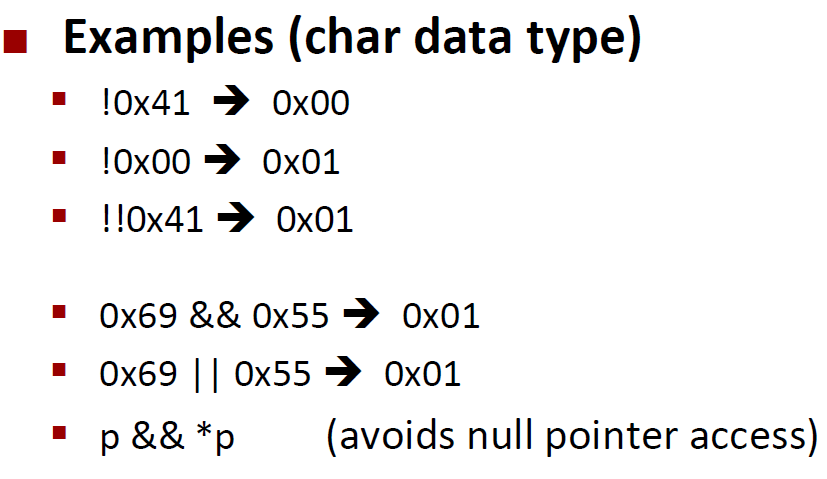 Examples (char data type)
!0x41 ➔ 0x00
!0x00 ➔ 0x01
!!0x41 ➔ 0x01
0x69 && 0x55 ➔ 0x01
0x69 || 0x55 ➔ 0x01
p && *p (avoids null pointer access)